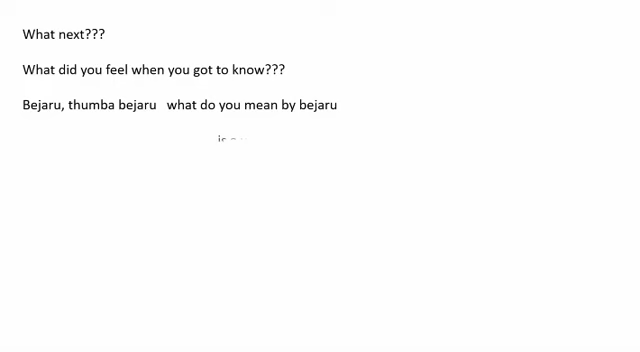 What next???
What did you feel when you got to know???
Bejaru, thumba bejaru what do you mean by bejaru